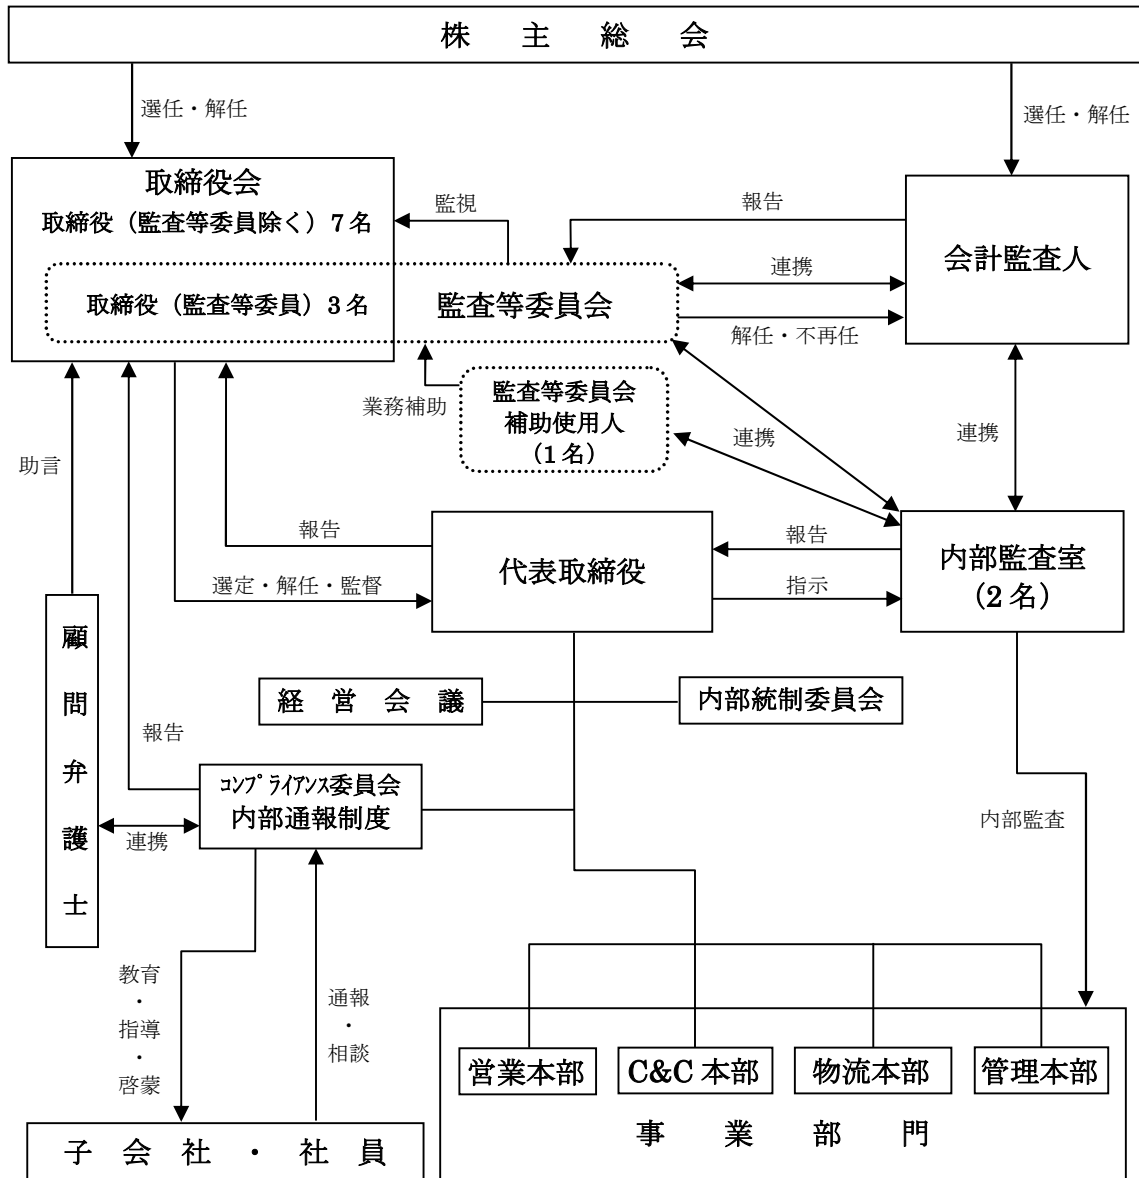 株　主　総　会
選任・解任
選任・解任
取締役会
取締役（監査等委員除く）7名
監視
報告
会計監査人
取締役（監査等委員）3名
監査等委員会
連携
解任・不再任
業務補助
監査等委員会
補助使用人
（1名）
連携
連携
助言
報告
代表取締役
報告
内部監査室
（2名）
選定・解任・監督
指示
顧問弁護士
経　営　会　議
内部統制委員会
報告
ｺﾝﾌﾟﾗｲｱﾝｽ委員会
内部通報制度
連携
内部監査
教育
・
指導
・
啓蒙
通報
・
相談
営業本部
C&C 本部
物流本部
管理本部
事　業　部　門
子　会　社　・　社　員